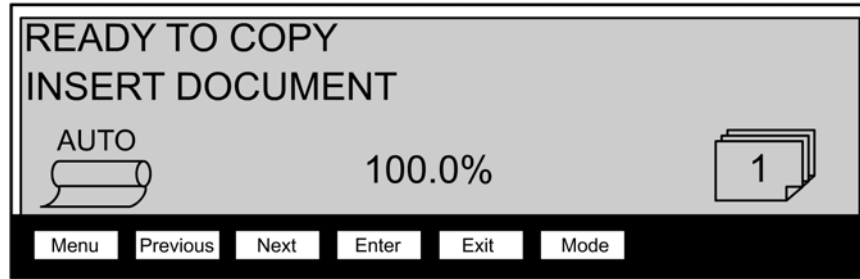 READY TO COPY
INSERT DOCUMENT
AUTO
100.0%
1
Menu Previous Next Enter Exit Mode